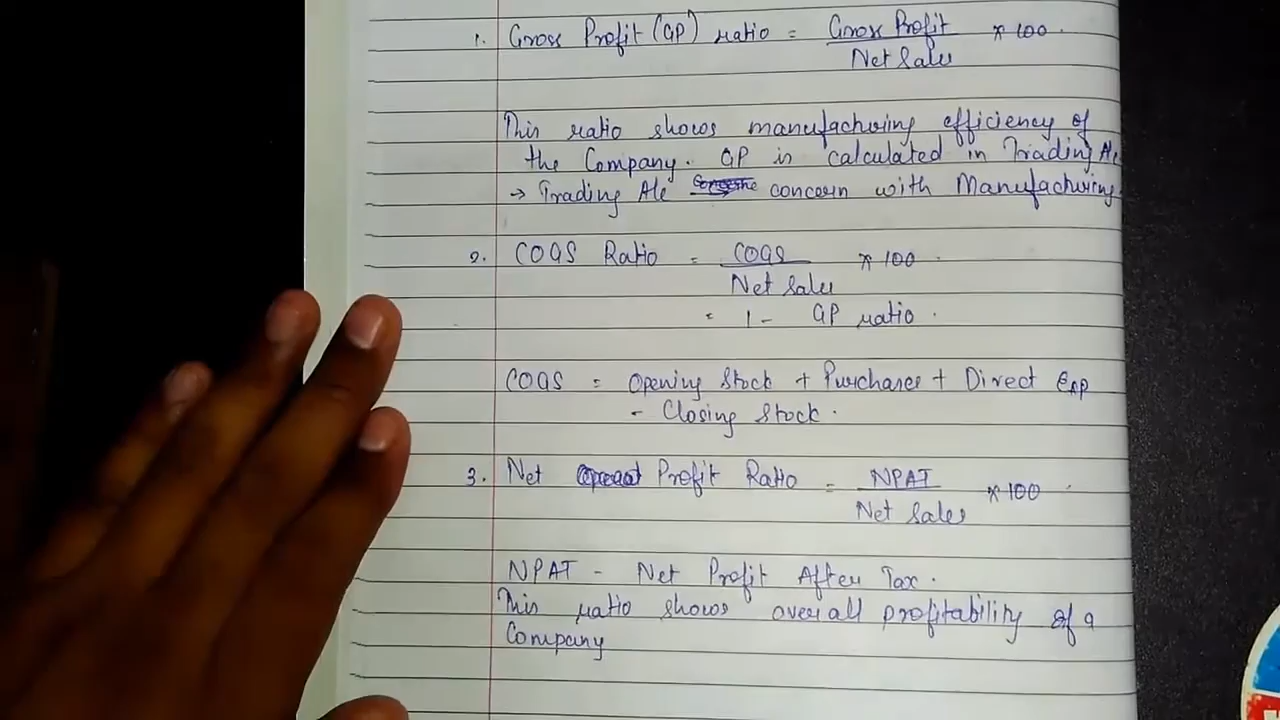 1. Gross Profit (GP) ratio = Gross Profit / Net Sales × 100.
This ratio shows manufacturing efficiency of
the Company. GP is calculated in Trading A/c
→ Trading A/c concern with Manufacturing
2. COGS Ratio = COGS / Net Sales × 100.
= 1 - GP ratio.
COGS = Opening Stock + Purchases + Direct Exp
- Closing Stock.
3. Net Profit Ratio = NPAT / Net Sales × 100.
NPAT - Net Profit After Tax.
This ratio shows overall profitability of a
Company